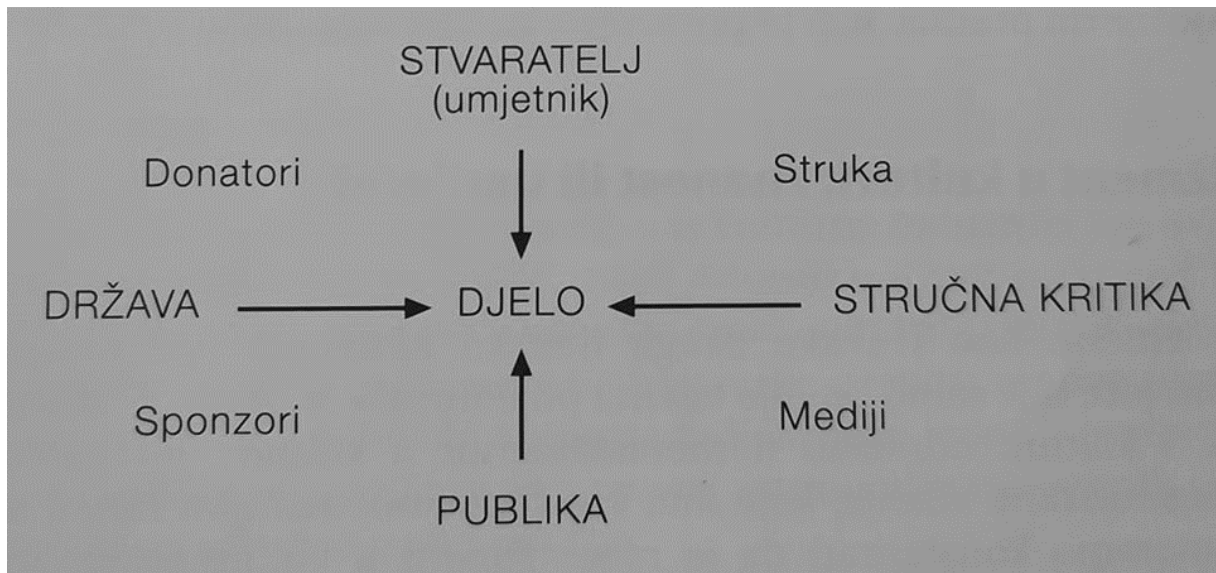 STVARATELJ
(umjetnik)
Donatori
Struka
DRŽAVA
DJELO
STRUČNA KRITIKA
Sponzori
Mediji
PUBLIKA